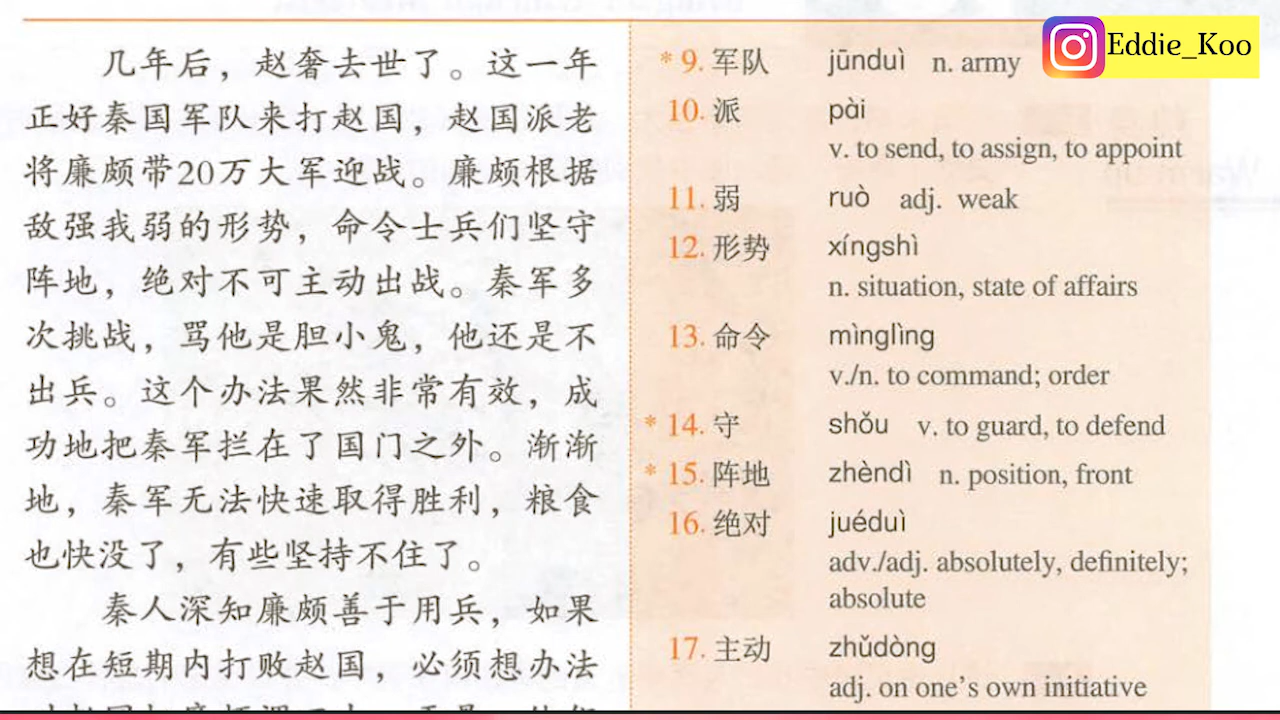 几年后，赵奢去世了。这一年
正好秦国军队来打赵国，赵国派老
将廉颇带20万大军迎战。廉颇根据
敌强我弱的形势，命令士兵们坚守
阵地，绝对不可主动出战。秦军多
次挑战，骂他是胆小鬼，他还是不
出兵。这个办法果然非常有效，成
功地把秦军拦在了国门之外。渐渐
地，秦军无法快速取得胜利，粮食
也快没了，有些坚持不住了。
秦人深知廉颇善于用兵，如果
想在短期内打败赵国，必须想办法
* 9. 军队 jūnduì n. army
10. 派 pài
v. to send, to assign, to appoint
11. 弱 ruò adj. weak
12. 形势 xíngshì
n. situation, state of affairs
13. 命令 mìnglìng
v./n. to command; order
* 14. 守 shǒu v. to guard, to defend
* 15. 阵地 zhèndì n. position, front
16. 绝对 juéduì
adv./adj. absolutely, definitely;
absolute
17. 主动 zhǔdòng
adj. on one's own initiative
Eddie_Koo